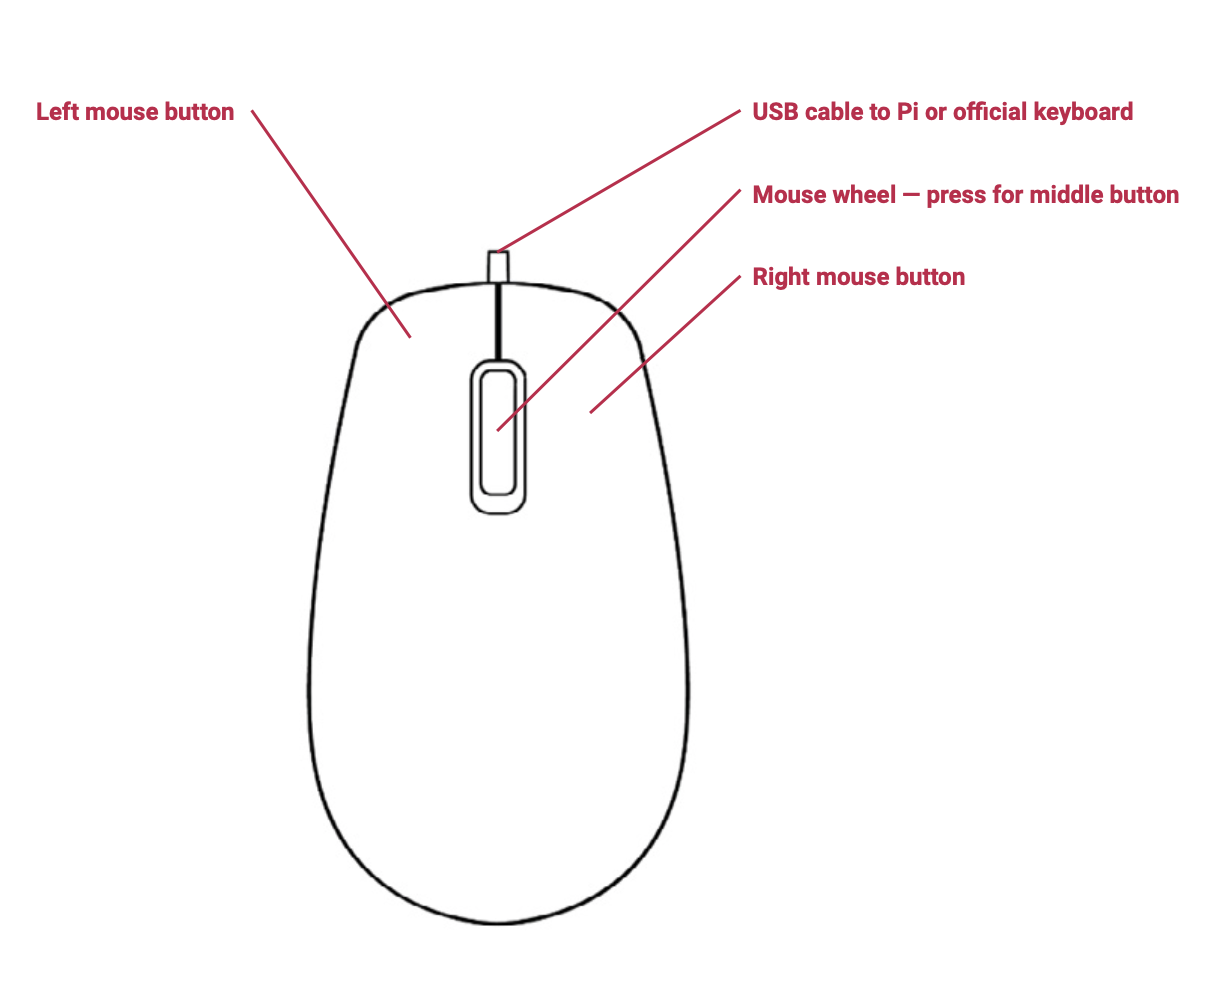 Left mouse button
USB cable to Pi or official keyboard
Mouse wheel — press for middle button
Right mouse button